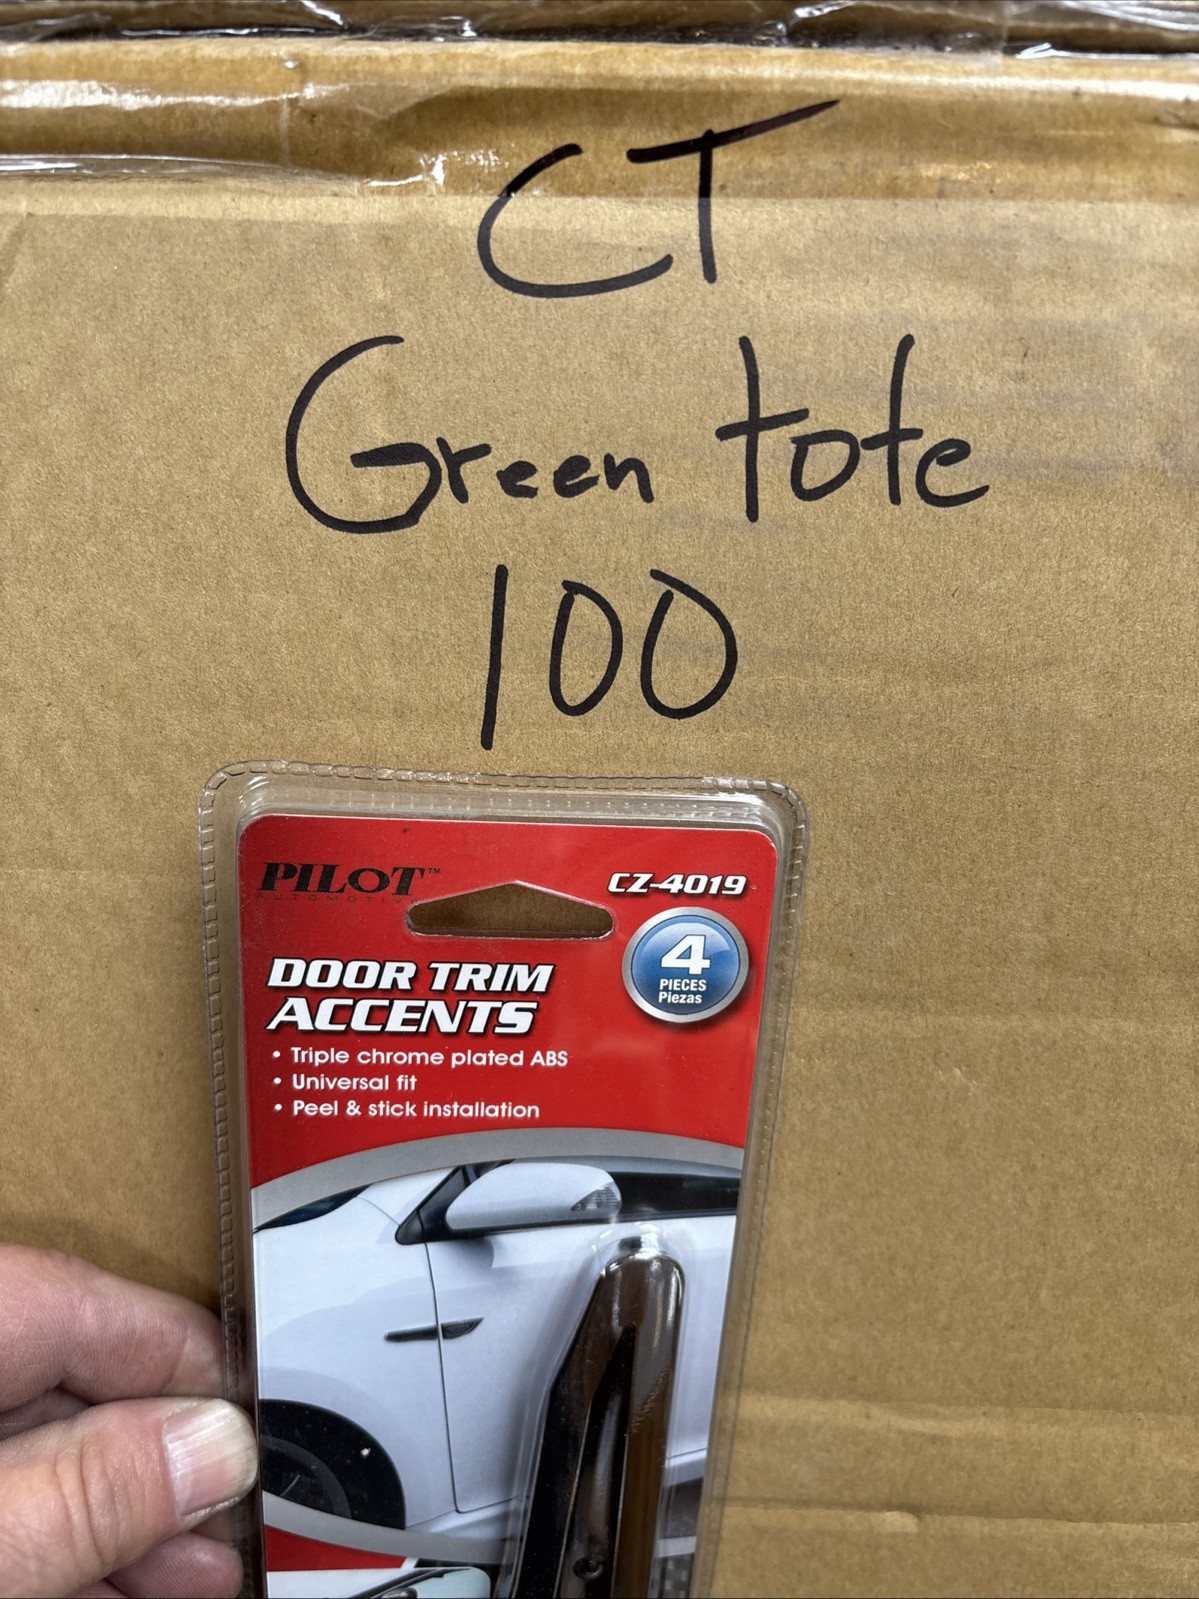 CT
Green tote
100
PILOT™
AUTOMOTIVE
CZ-4019
4
PIECES
Piezas
DOOR TRIM
ACCENTS
• Triple chrome plated ABS
• Universal fit
• Peel & stick installation